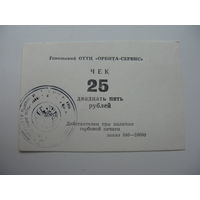 Гомельский ОТТП «ОРБИТА-СЕРВИС»
ЧЕК
25
двадцать пять
рублей
Действителен при наличии
гербовой печати